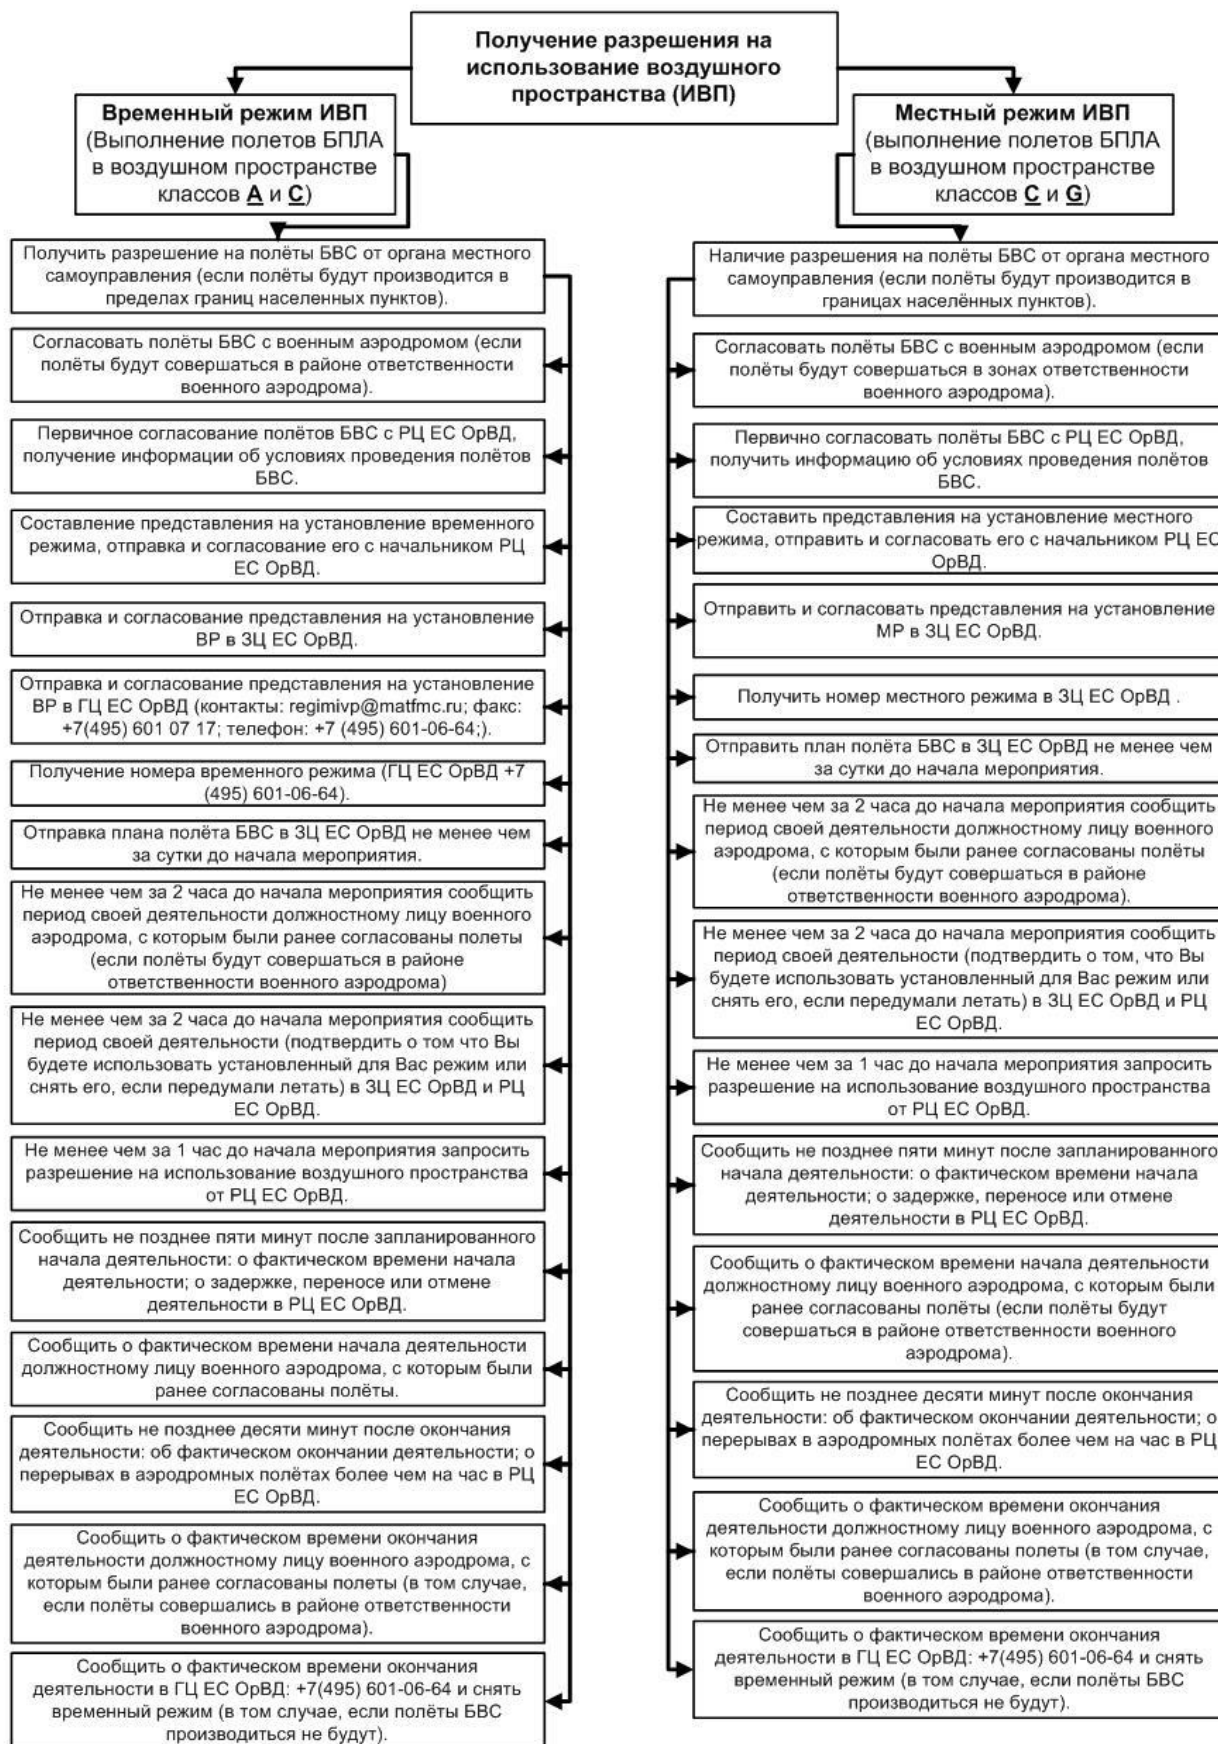 Получение разрешения на
использование воздушного
пространства (ИВП)
Временный режим ИВП
(Выполнение полетов БПЛА
в воздушном пространстве
классов А и С)
Местный режим ИВП
(выполнение полетов БПЛА
в воздушном пространстве
классов С и G)
Получить разрешение на полёты БВС от органа местного
самоуправления (если полёты будут производится в
пределах границ населенных пунктов).
Согласовать полёты БВС с военным аэродромом (если
полёты будут совершаться в районе ответственности
военного аэродрома).
Первичное согласование полётов БВС с РЦ ЕС ОрВД,
получение информации об условиях проведения полётов
БВС.
Составление представления на установление временного
режима, отправка и согласование его с начальником РЦ
ЕС ОрВД.
Отправка и согласование представления на установление
ВР в ЗЦ ЕС ОрВД.
Отправка и согласование представления на установление
ВР в ГЦ ЕС ОрВД (контакты: regimivp@matfmc.ru; факс:
+7(495) 601 07 17; телефон: +7 (495) 601-06-64;).
Получение номера временного режима (ГЦ ЕС ОрВД +7
(495) 601-06-64).
Отправка плана полёта БВС в ЗЦ ЕС ОрВД не менее чем
за сутки до начала мероприятия.
Не менее чем за 2 часа до начала мероприятия сообщить
период своей деятельности должностному лицу военного
аэродрома, с которым были ранее согласованы полеты
(если полёты будут совершаться в районе
ответственности военного аэродрома)
Не менее чем за 2 часа до начала мероприятия сообщить
период своей деятельности (подтвердить о том что Вы
будете использовать установленный для Вас режим или
снять его, если передумали летать) в ЗЦ ЕС ОрВД и РЦ
ЕС ОрВД.
Не менее чем за 1 час до начала мероприятия запросить
разрешение на использование воздушного пространства
от РЦ ЕС ОрВД.
Сообщить не позднее пяти минут после запланированного
начала деятельности: о фактическом времени начала
деятельности; о задержке, переносе или отмене
деятельности в РЦ ЕС ОрВД.
Сообщить о фактическом времени начала деятельности
должностному лицу военного аэродрома, с которым были
ранее согласованы полёты.
Сообщить не позднее десяти минут после окончания
деятельности: об фактическом окончании деятельности; о
перерывах в аэродромных полётах более чем на час в РЦ
ЕС ОрВД.
Сообщить о фактическом времени окончания
деятельности должностному лицу военного аэродрома, с
которым были ранее согласованы полеты (в том случае,
если полёты совершались в районе ответственности
военного аэродрома).
Сообщить о фактическом времени окончания
деятельности в ГЦ ЕС ОрВД: +7(495) 601-06-64 и снять
временный режим (в том случае, если полёты БВС
производиться не будут).
Наличие разрешения на полёты БВС от органа местного
самоуправления (если полёты будут производится в
границах населённых пунктов).
Согласовать полёты БВС с военным аэродромом (если
полёты будут совершаться в зонах ответственности
военного аэродрома).
Первично согласовать полёты БВС с РЦ ЕС ОрВД,
получить информацию об условиях проведения полётов
БВС.
Составить представления на установление местного
режима, отправить и согласовать его с начальником РЦ ЕС
ОрВД.
Отправить и согласовать представления на установление
МР в ЗЦ ЕС ОрВД.
Получить номер местного режима в ЗЦ ЕС ОрВД .
Отправить план полёта БВС в ЗЦ ЕС ОрВД не менее чем
за сутки до начала мероприятия.
Не менее чем за 2 часа до начала мероприятия сообщить
период своей деятельности должностному лицу военного
аэродрома, с которым были ранее согласованы полёты
(если полёты будут совершаться в районе
ответственности военного аэродрома).
Не менее чем за 2 часа до начала мероприятия сообщить
период своей деятельности (подтвердить о том, что Вы
будете использовать установленный для Вас режим или
снять его, если передумали летать) в ЗЦ ЕС ОрВД и РЦ
ЕС ОрВД.
Не менее чем за 1 час до начала мероприятия запросить
разрешение на использование воздушного пространства
от РЦ ЕС ОрВД.
Сообщить не позднее пяти минут после запланированного
начала деятельности: о фактическом времени начала
деятельности; о задержке, переносе или отмене
деятельности в РЦ ЕС ОрВД.
Сообщить о фактическом времени начала деятельности
должностному лицу военного аэродрома, с которым были
ранее согласованы полёты (если полёты будут
совершаться в районе ответственности военного
аэродрома).
Сообщить не позднее десяти минут после окончания
деятельности: об фактическом окончании деятельности; о
перерывах в аэродромных полётах более чем на час в РЦ
ЕС ОрВД.
Сообщить о фактическом времени окончания
деятельности должностному лицу военного аэродрома, с
которым были ранее согласованы полеты (в том случае,
если полёты совершались в районе ответственности
военного аэродрома).
Сообщить о фактическом времени окончания
деятельности в ГЦ ЕС ОрВД: +7(495) 601-06-64 и снять
временный режим (в том случае, если полёты БВС
производиться не будут).